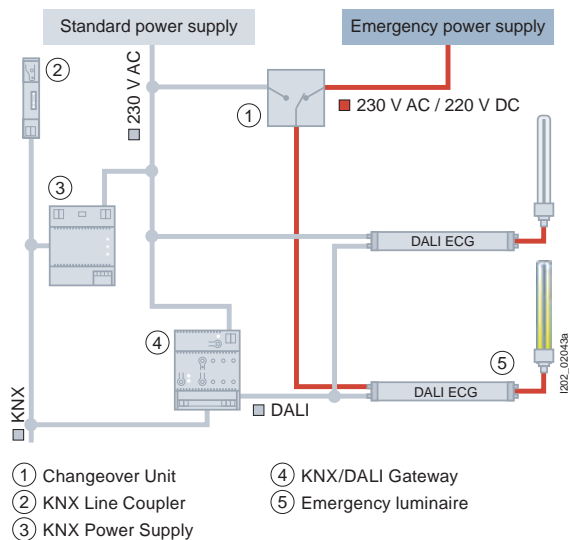 Standard power supply
Emergency power supply
2
230 V AC
1
230 V AC / 220 V DC
3
DALI ECG
4
5
DALI ECG
KNX
DALI
I202_02043a
1 Changeover Unit
2 KNX Line Coupler
3 KNX Power Supply
4 KNX/DALI Gateway
5 Emergency luminaire